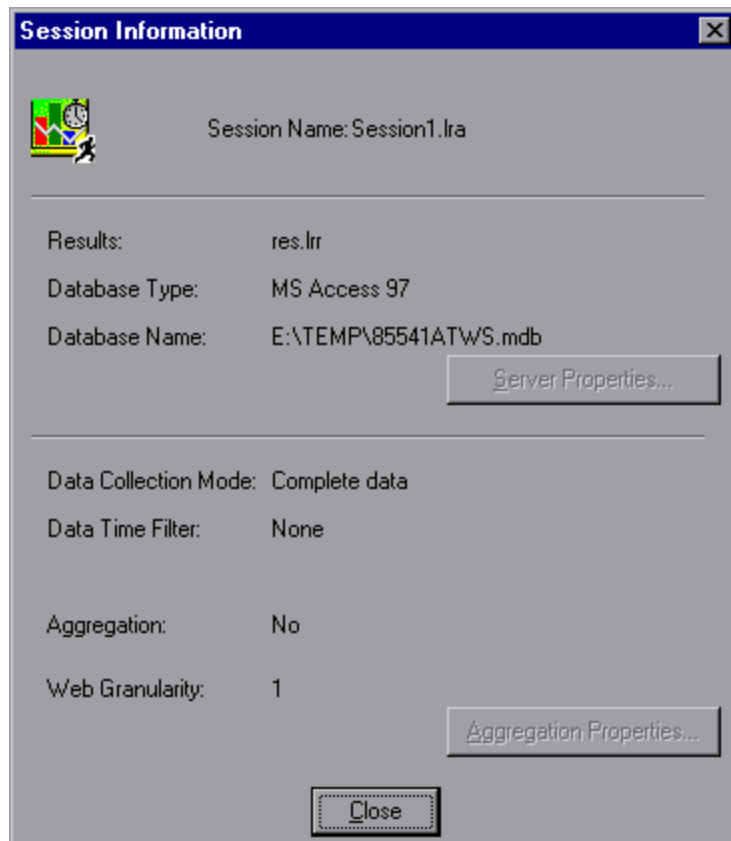 Session Information
Session Name: Session1.lra
Results: res.lrr
Database Type: MS Access 97
Database Name: E:\TEMP\85541ATWS.mdb
Server Properties...
Data Collection Mode: Complete data
Data Time Filter: None
Aggregation: No
Web Granularity: 1
Aggregation Properties...
Close